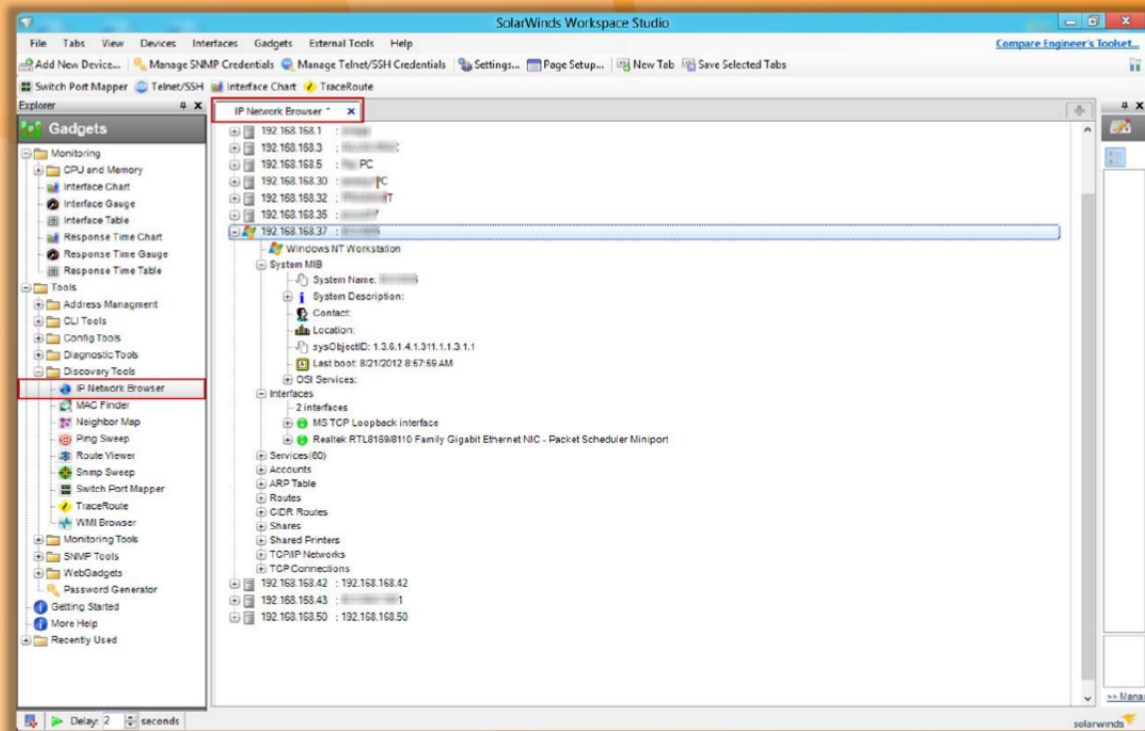 SolarWinds Workspace Studio
File Tabs View Devices Interfaces Gadgets External Tools Help
Compare Engineer's Toolset...
Add New Device... Manage SNMP Credentials Manage Telnet/SSH Credentials Settings... Page Setup... New Tab Save Selected Tabs
Switch Port Mapper Telnet/SSH Interface Chart TraceRoute
Explorer
Gadgets
Monitoring
CPU and Memory
Interface Chart
Interface Gauge
Interface Table
Response Time Chart
Response Time Gauge
Response Time Table
Tools
Address Managment
CLI Tools
Config Tools
Diagnostic Tools
Discovery Tools
IP Network Browser
MAC Finder
Neighbor Map
Ping Sweep
Route Viewer
Snmp Sweep
Switch Port Mapper
TraceRoute
WMI Browser
Monitoring Tools
SNMP Tools
WebGadgets
Password Generator
Getting Started
More Help
Recently Used
IP Network Browser *
192.168.168.1 :
192.168.168.3 :
192.168.168.5 : PC
192.168.168.30 :
192.168.168.32 :
192.168.168.35 :
192.168.168.37 :
Windows NT Workstation
System MIB
System Name:
System Description:
Contact:
Location:
sysObjectID: 1.3.6.1.4.1.311.1.1.3.1.1
Last boot: 8/21/2012 8:57:59 AM
OSI Services:
Interfaces
2 interfaces
MS TCP Loopback interface
Realtek RTL8169/8110 Family Gigabit Ethernet NIC - Packet Scheduler Miniport
Services(60)
Accounts
ARP Table
Routes
CIDR Routes
Shares
Shared Printers
TCP/IP Networks
TCP Connections
192.168.168.42 : 192.168.168.42
192.168.168.43 :
192.168.168.50 : 192.168.168.50
>> Mana
Delay: 2 seconds
solarwinds